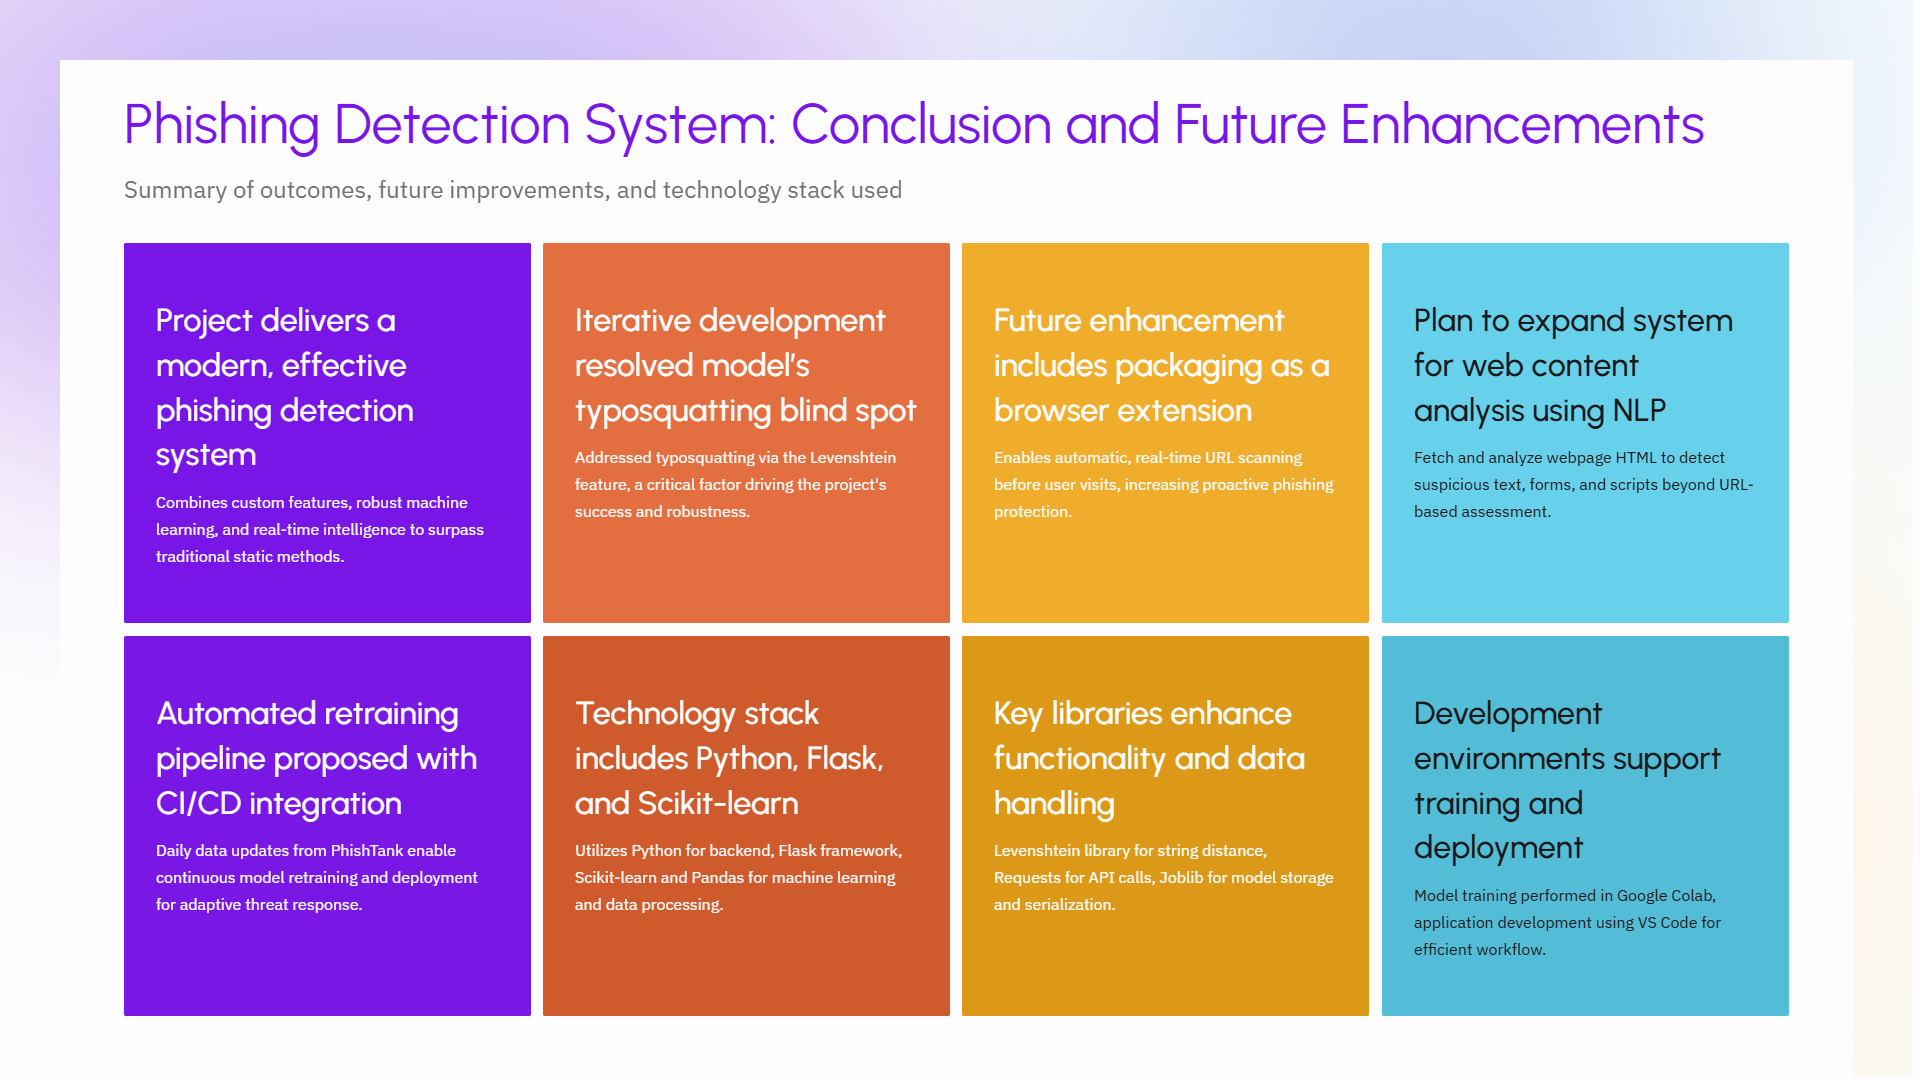 Phishing Detection System: Conclusion and Future Enhancements
Summary of outcomes, future improvements, and technology stack used
Project delivers a
modern, effective
phishing detection
system
Combines custom features, robust machine
learning, and real-time intelligence to surpass
traditional static methods.
Iterative development
resolved model's
typosquatting blind spot
Addressed typosquatting via the Levenshtein
feature, a critical factor driving the project's
success and robustness.
Future enhancement
includes packaging as a
browser extension
Enables automatic, real-time URL scanning
before user visits, increasing proactive phishing
protection.
Plan to expand system
for web content
analysis using NLP
Fetch and analyze webpage HTML to detect
suspicious text, forms, and scripts beyond URL-
based assessment.
Automated retraining
pipeline proposed with
CI/CD integration
Daily data updates from PhishTank enable
continuous model retraining and deployment
for adaptive threat response.
Technology stack
includes Python, Flask,
and Scikit-learn
Utilizes Python for backend, Flask framework,
Scikit-learn and Pandas for machine learning
and data processing.
Key libraries enhance
functionality and data
handling
Levenshtein library for string distance,
Requests for API calls, Joblib for model storage
and serialization.
Development
environments support
training and
deployment
Model training performed in Google Colab,
application development using VS Code for
efficient workflow.